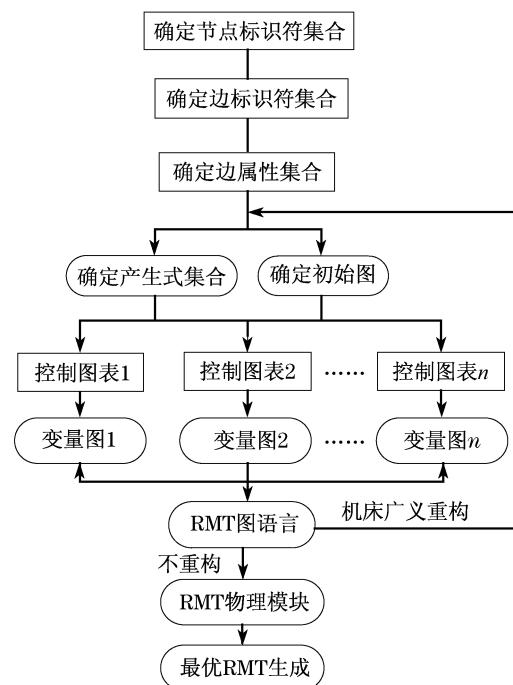 确定节点标识符集合
确定边标识符集合
确定边属性集合
确定产生式集合
确定初始图
控制图表1
控制图表2
……
控制图表n
变量图1
变量图2
……
变量图n
RMT图语言
机床广义重构
不重构
RMT物理模块
最优RMT生成